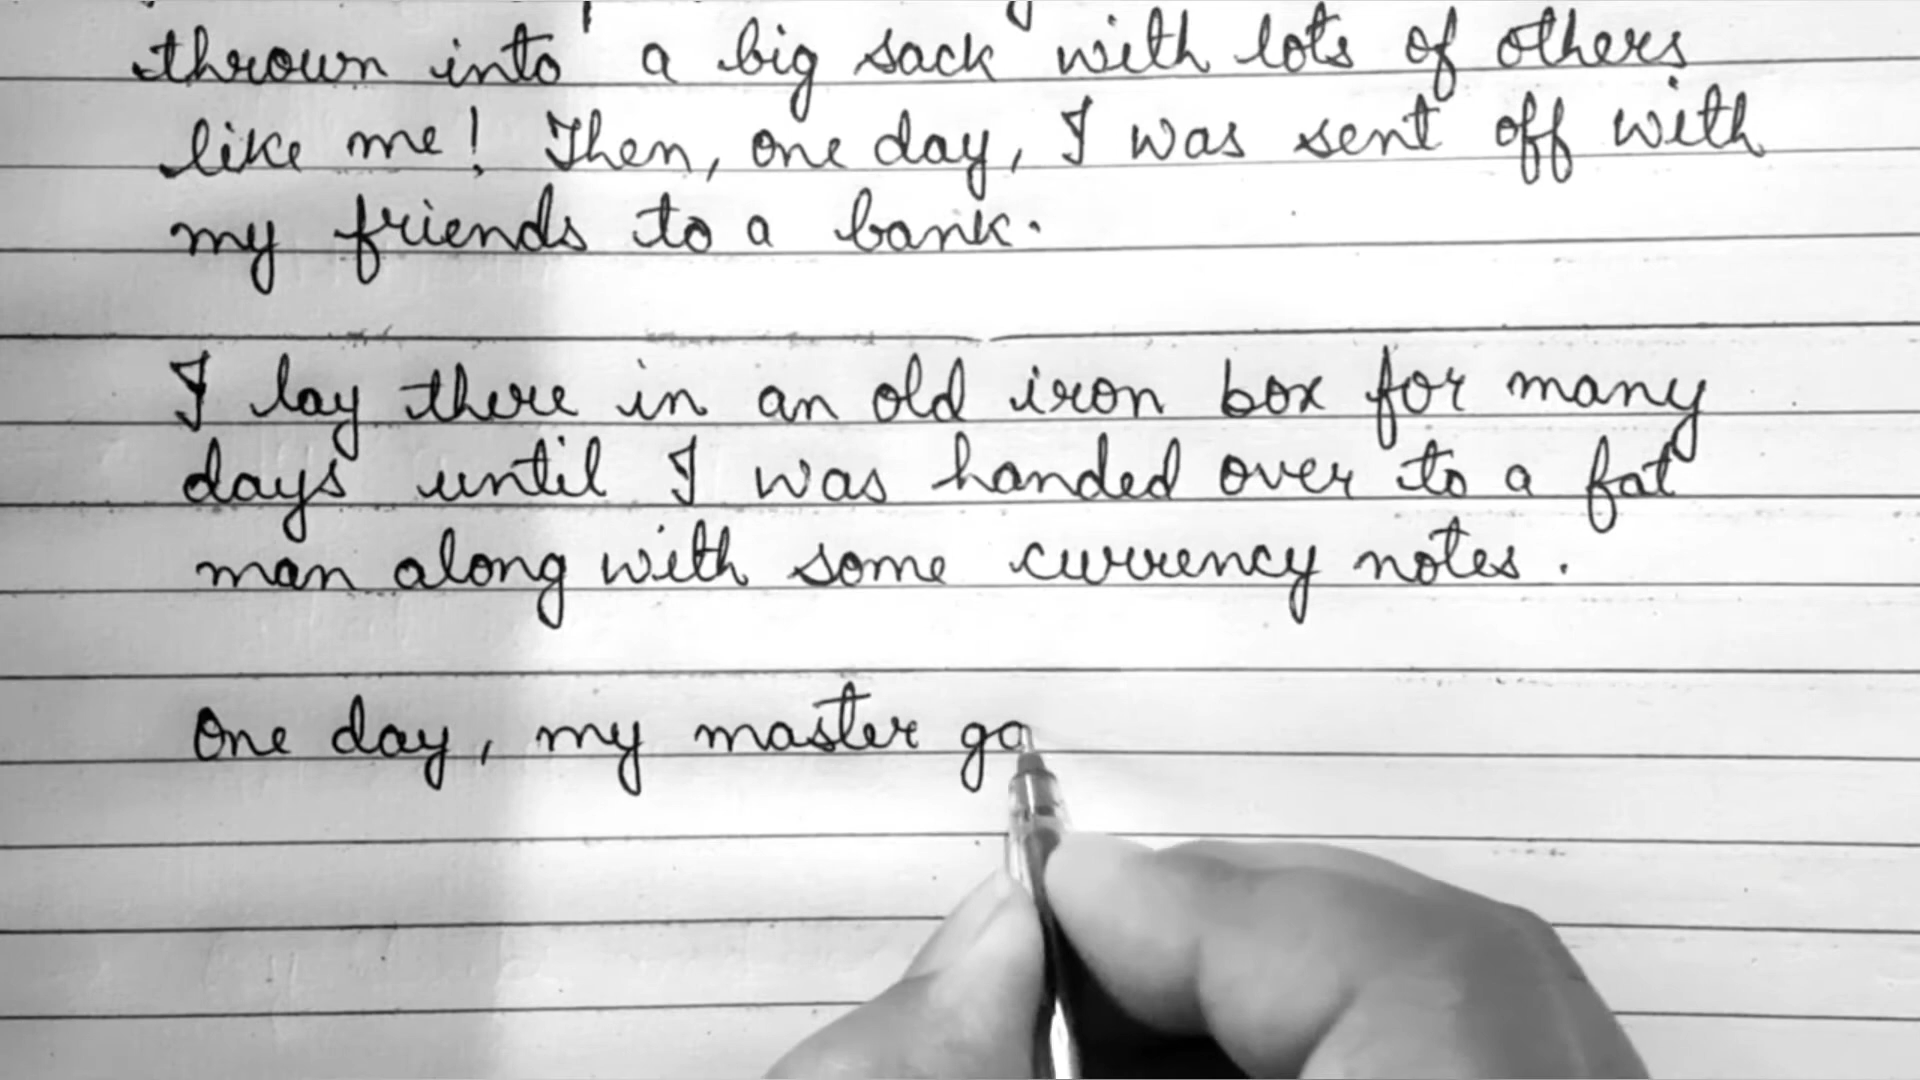 thrown into a big sack with lots of others
like me! Then, one day, I was sent off with
my friends to a bank.
I lay there in an old iron box for many
days until I was handed over to a fat
man along with some currency notes.
One day, my master ga